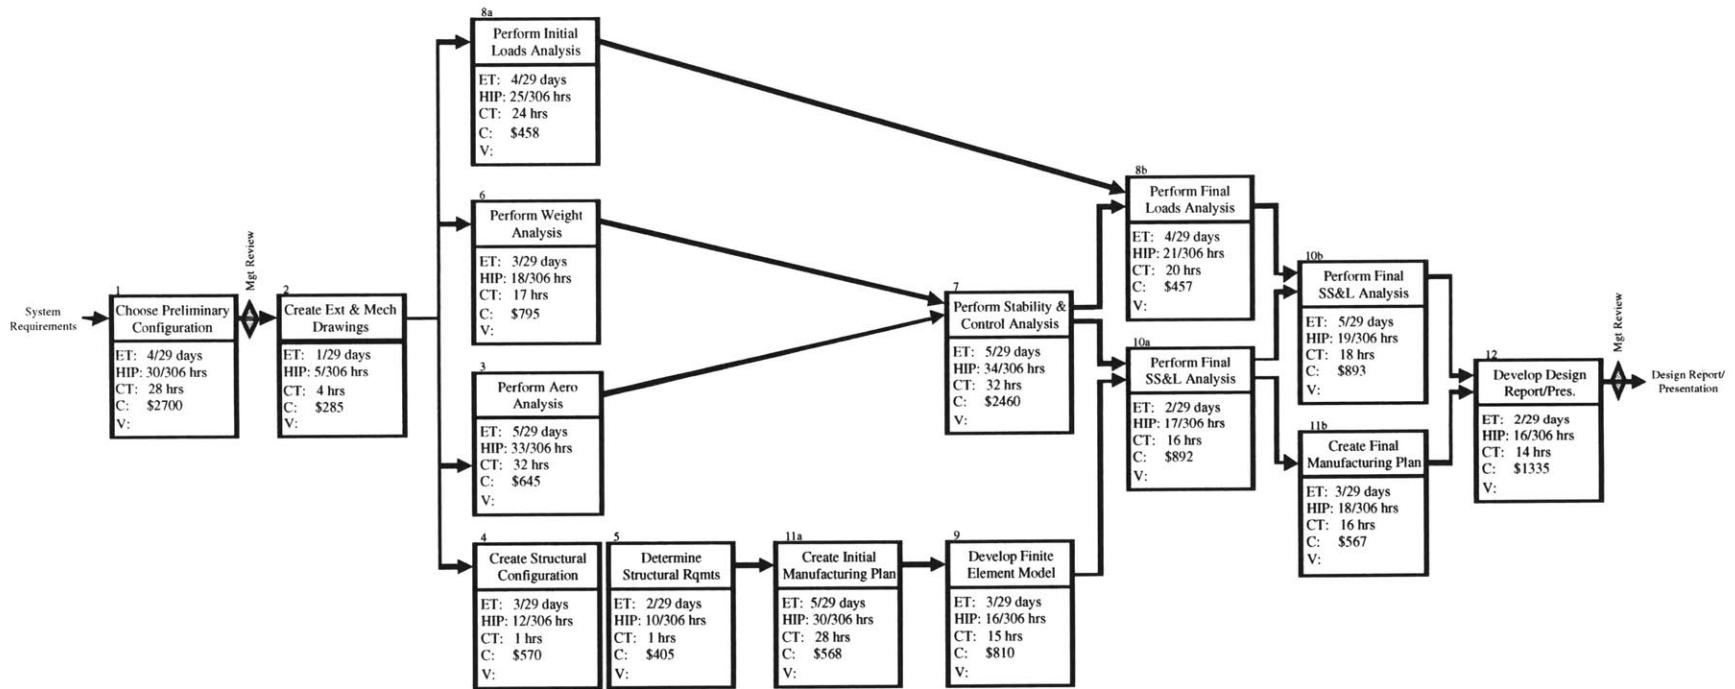 System
Requirements
1
Choose Preliminary
Configuration
ET: 4/29 days
HIP: 30/306 hrs
CT: 28 hrs
C: $2700
V:
Mgt Review
2
Create Ext & Mech
Drawings
ET: 1/29 days
HIP: 5/306 hrs
CT: 4 hrs
C: $285
V:
8a
Perform Initial
Loads Analysis
ET: 4/29 days
HIP: 25/306 hrs
CT: 24 hrs
C: $458
V:
6
Perform Weight
Analysis
ET: 3/29 days
HIP: 18/306 hrs
CT: 17 hrs
C: $795
V:
3
Perform Aero
Analysis
ET: 5/29 days
HIP: 33/306 hrs
CT: 32 hrs
C: $645
V:
4
Create Structural
Configuration
ET: 3/29 days
HIP: 12/306 hrs
CT: 1 hrs
C: $570
V:
5
Determine
Structural Rqmts
ET: 2/29 days
HIP: 10/306 hrs
CT: 1 hrs
C: $405
V:
11a
Create Initial
Manufacturing Plan
ET: 5/29 days
HIP: 30/306 hrs
CT: 28 hrs
C: $568
V:
9
Develop Finite
Element Model
ET: 3/29 days
HIP: 16/306 hrs
CT: 15 hrs
C: $810
V:
7
Perform Stability &
Control Analysis
ET: 5/29 days
HIP: 34/306 hrs
CT: 32 hrs
C: $2460
V:
8b
Perform Final
Loads Analysis
ET: 4/29 days
HIP: 21/306 hrs
CT: 20 hrs
C: $457
V:
10a
Perform Final
SS&L Analysis
ET: 2/29 days
HIP: 17/306 hrs
CT: 16 hrs
C: $892
V:
10b
Perform Final
SS&L Analysis
ET: 5/29 days
HIP: 19/306 hrs
CT: 18 hrs
C: $893
V:
11b
Create Final
Manufacturing Plan
ET: 3/29 days
HIP: 18/306 hrs
CT: 16 hrs
C: $567
V:
12
Develop Design
Report/Pres.
ET: 2/29 days
HIP: 16/306 hrs
CT: 14 hrs
C: $1335
V:
Mgt Review
Design Report/
Presentation